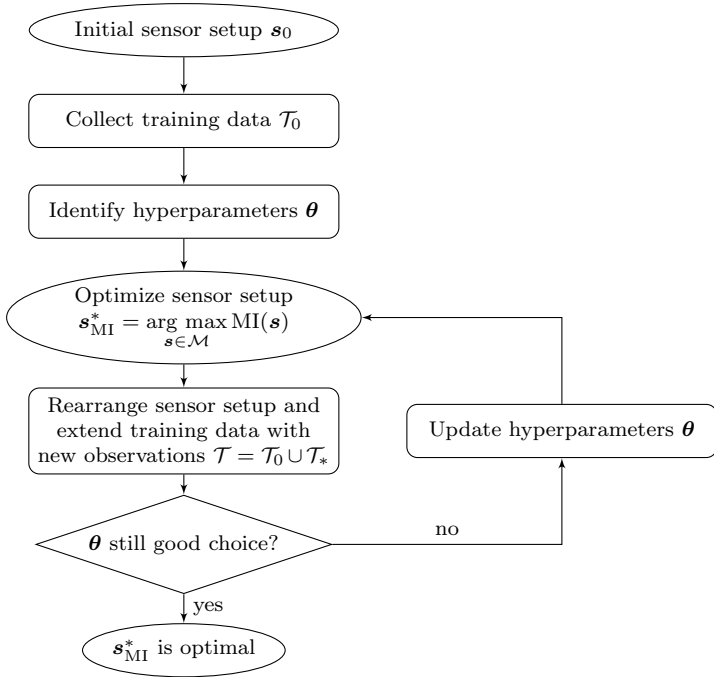 Initial sensor setup 𝒔₀
Collect training data 𝒯₀
Identify hyperparameters 𝜽
Optimize sensor setup
𝒔*_MI = arg max MI(𝒔)
𝒔∈ℳ
Rearrange sensor setup and
extend training data with
new observations 𝒯 = 𝒯₀ ∪ 𝒯_*
Update hyperparameters 𝜽
𝜽 still good choice?
no
yes
𝒔*_MI is optimal